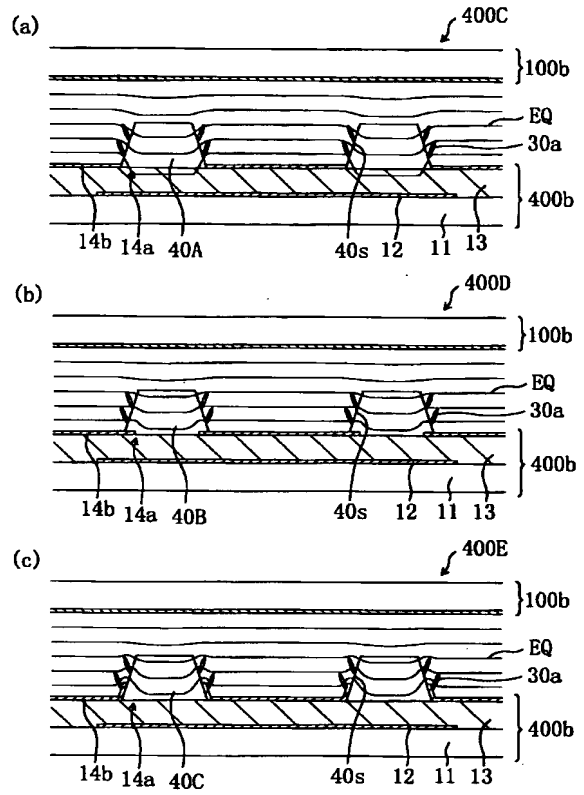 (a)
400C
100b
EQ
30a
400b
14b 14a 40A 40s 12 11 13
(b)
400D
100b
EQ
30a
400b
14b 14a 40B 40s 12 11 13
(c)
400E
100b
EQ
30a
400b
14b 14a 40C 40s 12 11 13